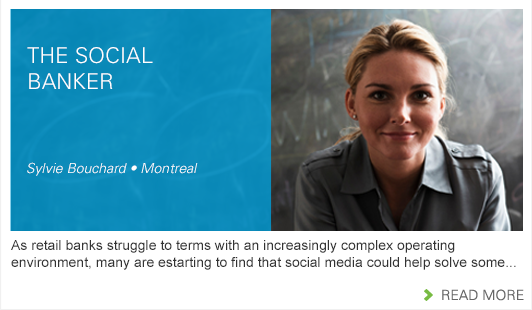 THE SOCIAL
BANKER
Sylvie Bouchard • Montreal
As retail banks struggle to terms with an increasingly complex operating
environment, many are estarting to find that social media could help solve some...
READ MORE